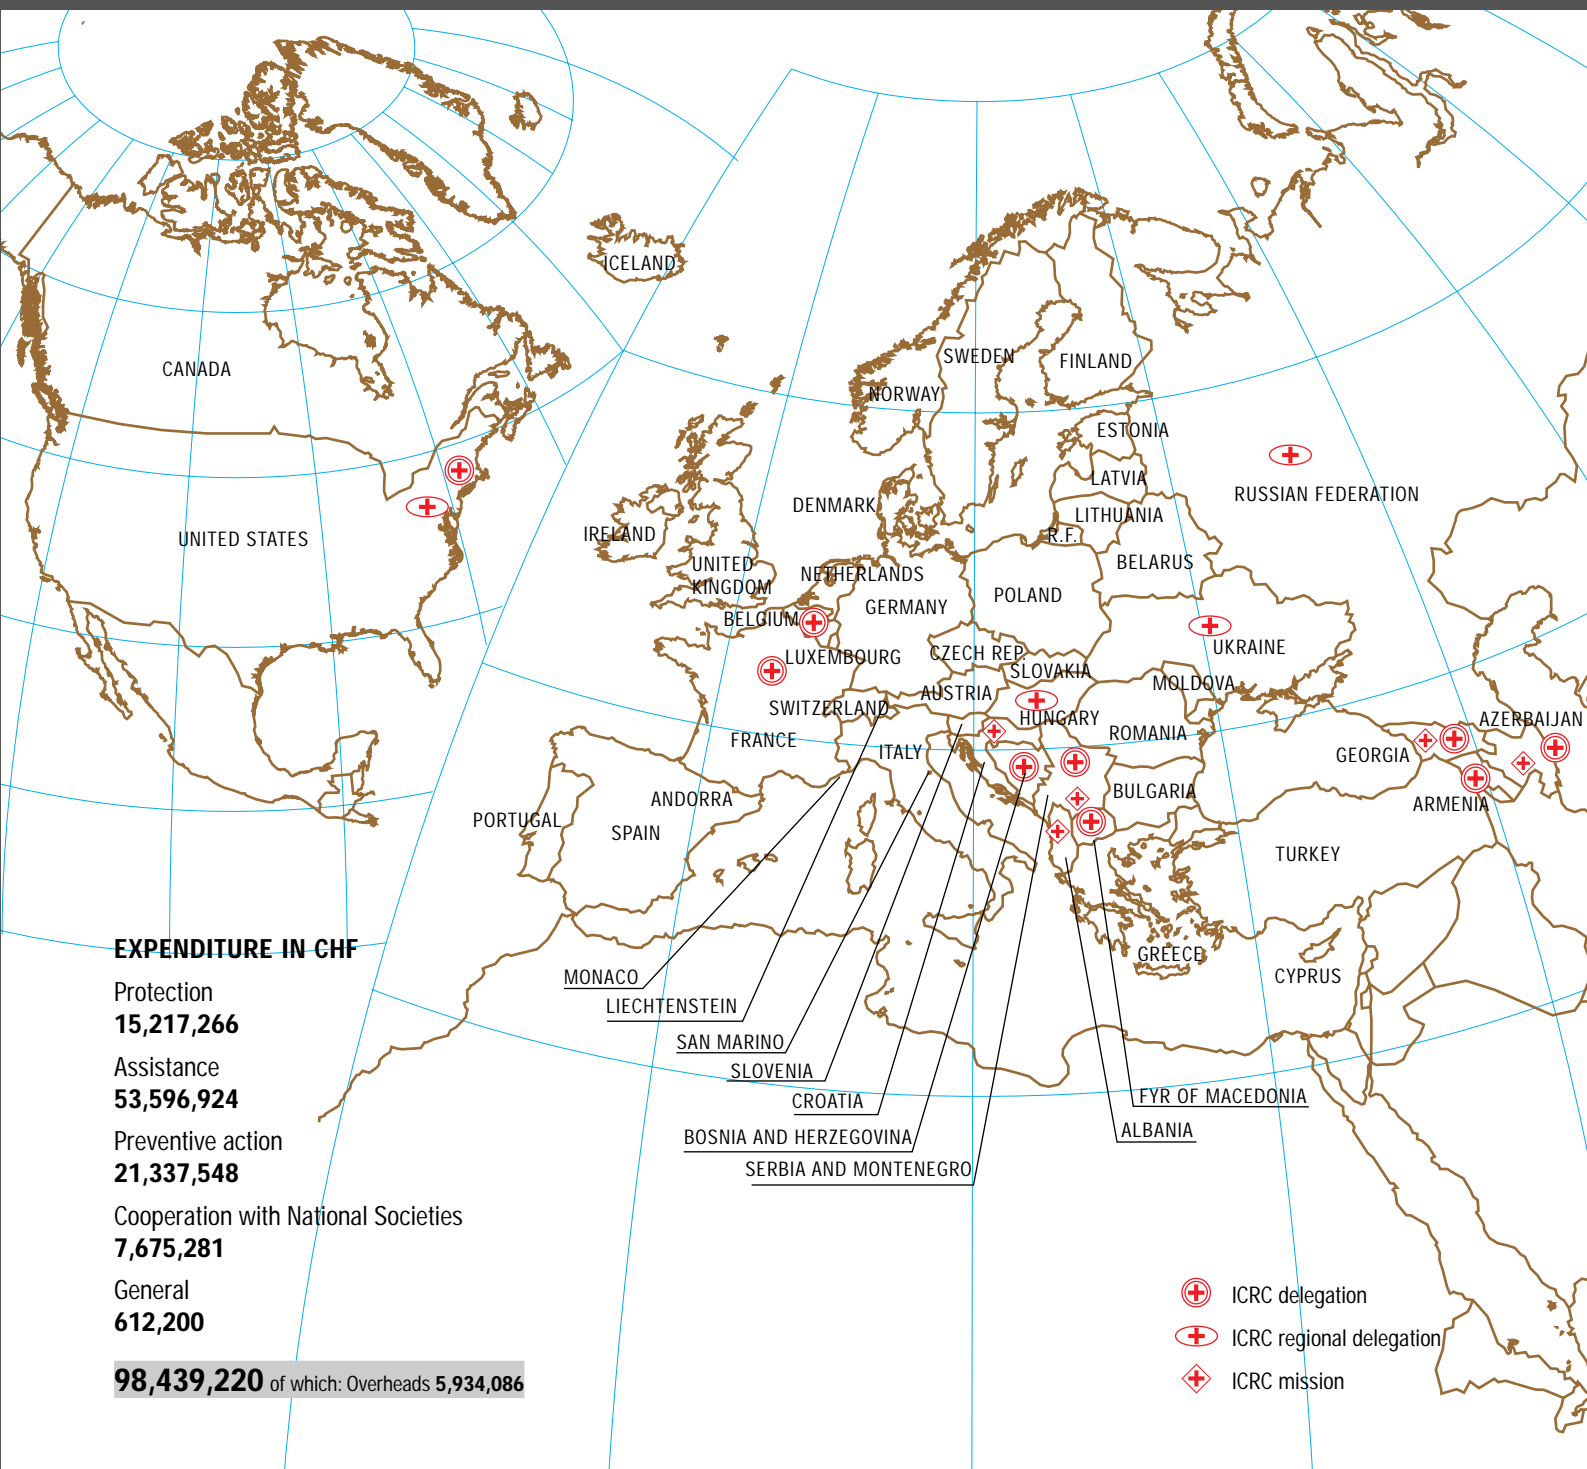 ICELAND
CANADA
SWEDEN
FINLAND
NORWAY
ESTONIA
LATVIA
RUSSIAN FEDERATION
DENMARK
LITHUANIA
IRELAND
R.F.
UNITED STATES
UNITED
KINGDOM
BELARUS
NETHERLANDS
POLAND
GERMANY
BELGIUM
UKRAINE
CZECH REP.
LUXEMBOURG
SLOVAKIA
MOLDOVA
AUSTRIA
SWITZERLAND
HUNGARY
AZERBAIJAN
ROMANIA
FRANCE
ITALY
GEORGIA
BULGARIA
ANDORRA
ARMENIA
PORTUGAL
SPAIN
TURKEY
GREECE
CYPRUS
MONACO
LIECHTENSTEIN
SAN MARINO
SLOVENIA
CROATIA
BOSNIA AND HERZEGOVINA
SERBIA AND MONTENEGRO
FYR OF MACEDONIA
ALBANIA
EXPENDITURE IN CHF
Protection
15,217,266
Assistance
53,596,924
Preventive action
21,337,548
Cooperation with National Societies
7,675,281
General
612,200
98,439,220 of which: Overheads 5,934,086
ICRC delegation
ICRC regional delegation
ICRC mission